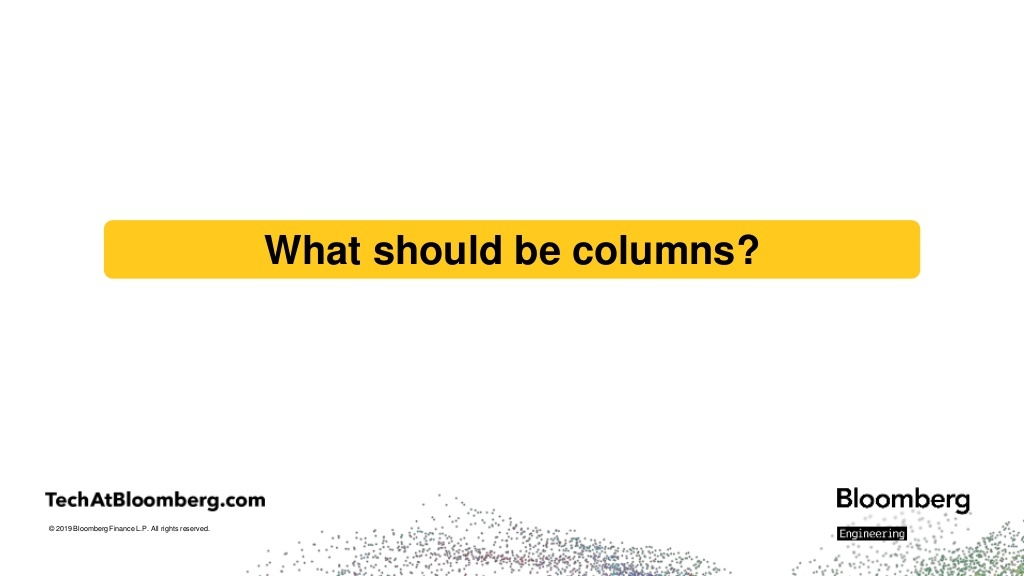 What should be columns?
TechAtBloomberg.com
© 2019 Bloomberg Finance L.P. All rights reserved.
Bloomberg
Engineering